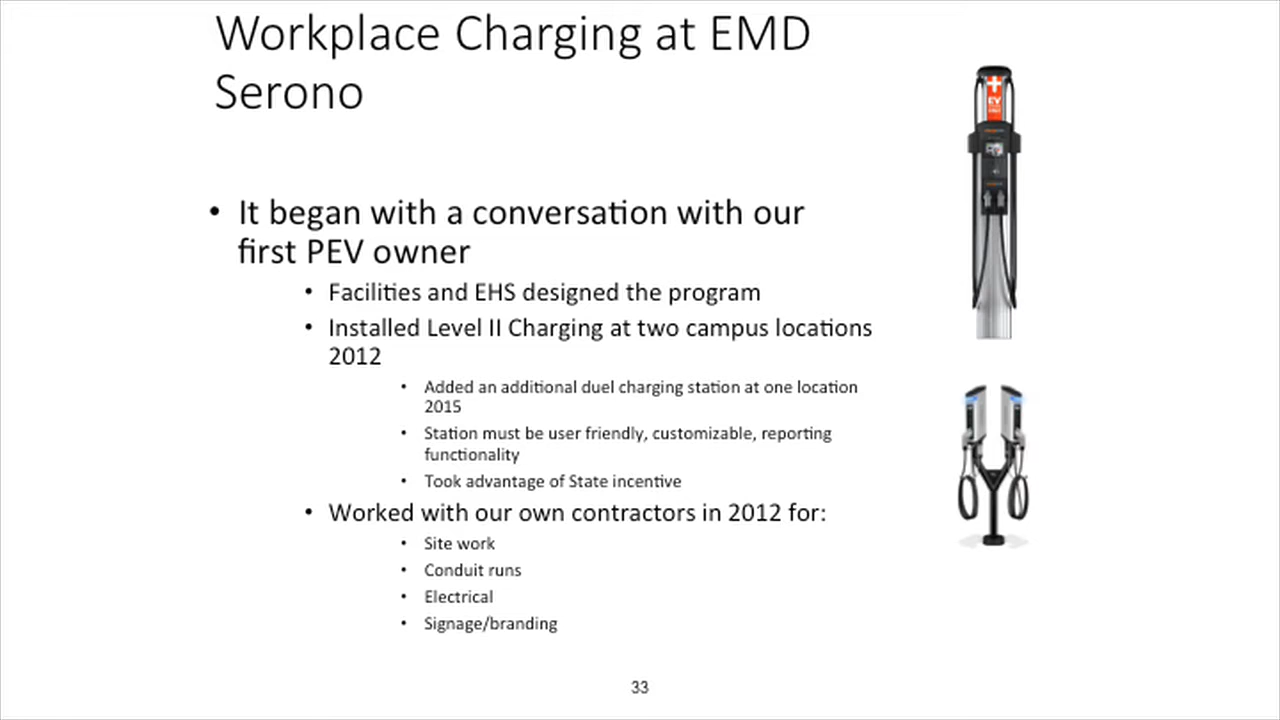 Workplace Charging at EMD
Serono
• It began with a conversation with our
first PEV owner
• Facilities and EHS designed the program
• Installed Level II Charging at two campus locations
2012
• Added an additional duel charging station at one location
2015
• Station must be user friendly, customizable, reporting
functionality
• Took advantage of State incentive
• Worked with our own contractors in 2012 for:
• Site work
• Conduit runs
• Electrical
• Signage/branding
EV
33